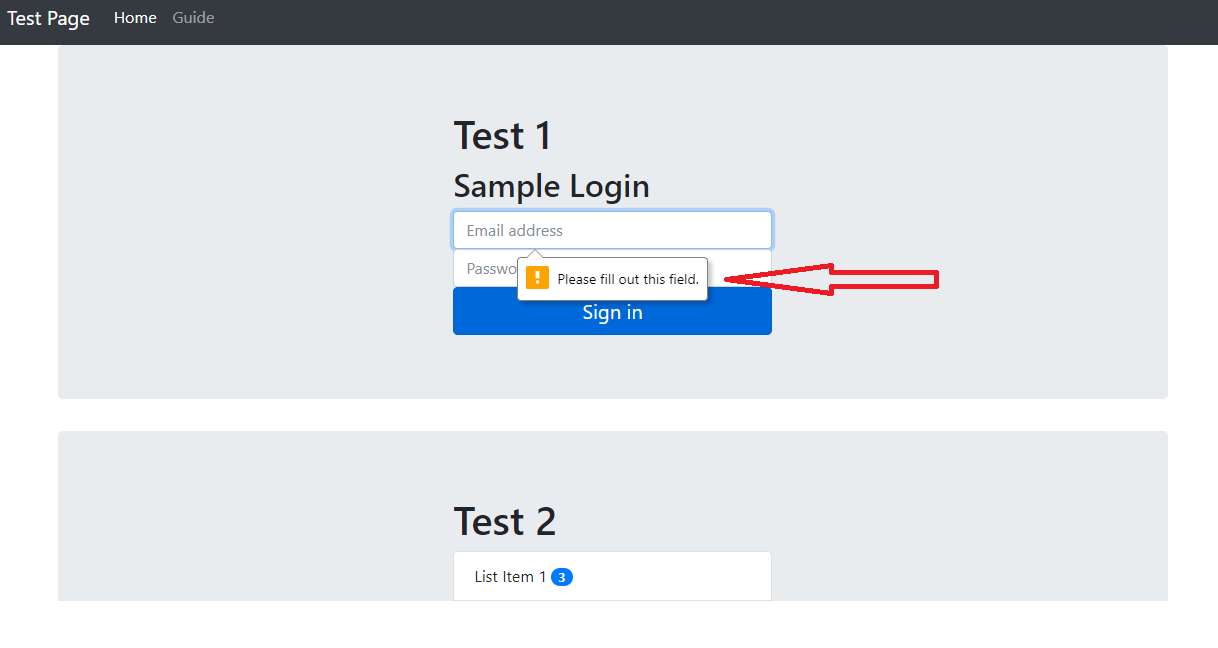 Test Page Home Guide
Test 1
Sample Login
Email address
Passwo
! Please fill out this field.
Sign in
Test 2
List Item 1 3